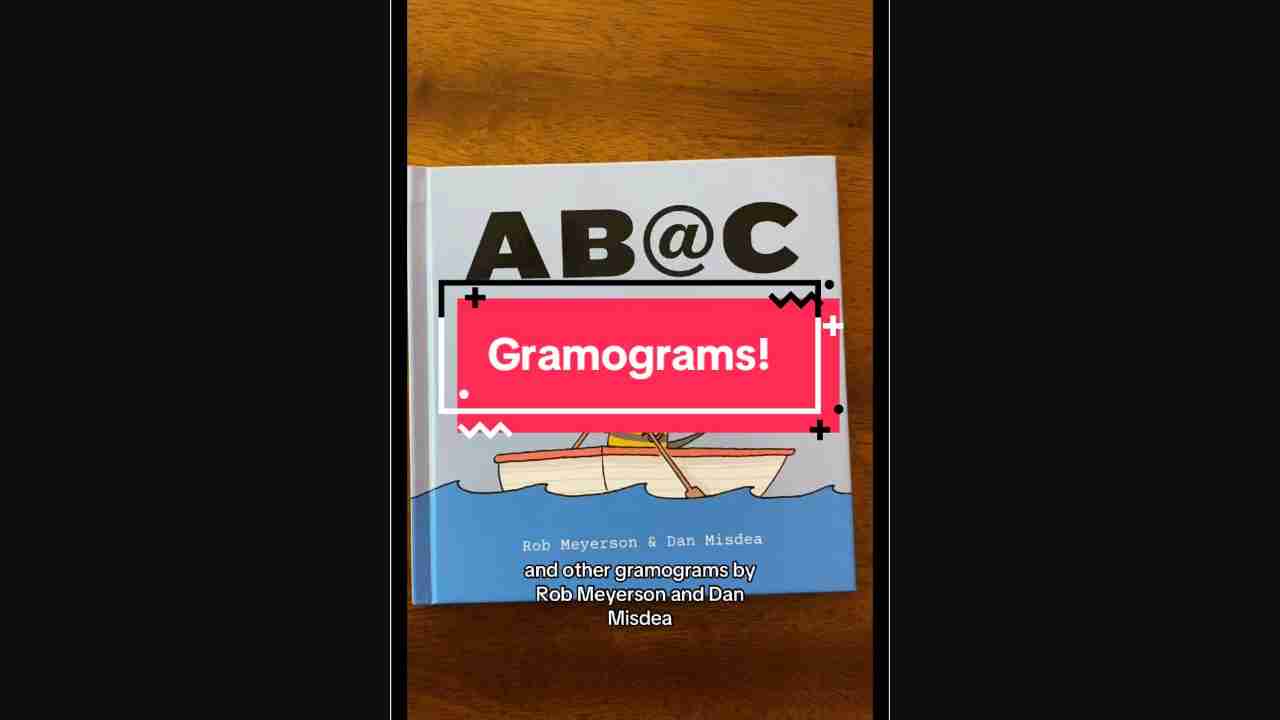 AB@C
Gramograms!
Rob Meyerson & Dan Misdea
and other gramograms by
Rob Meyerson and Dan
Misdea